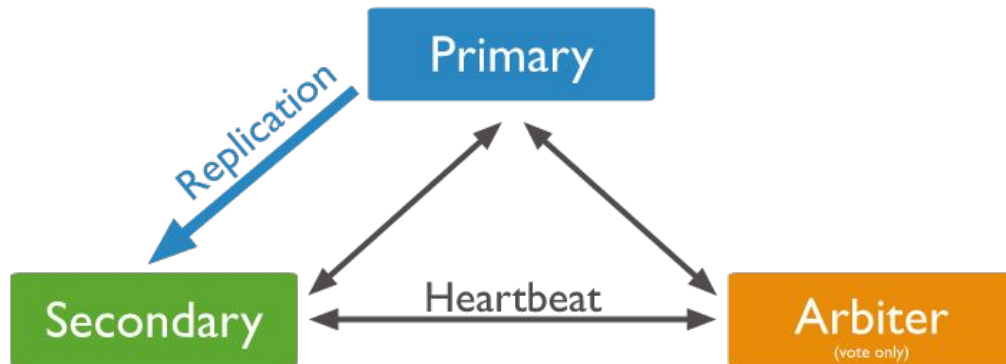 Primary
Replication
Heartbeat
Secondary
Arbiter
(vote only)